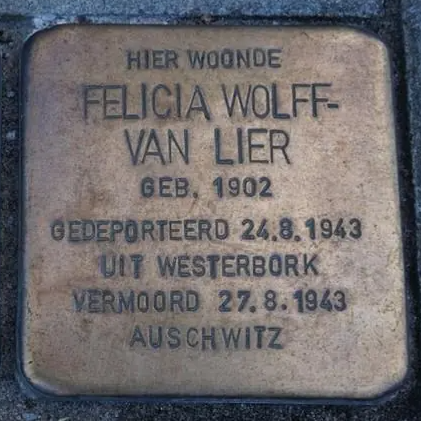 HIER WOONDE
FELICIA WOLFF-
VAN LIER
GEB. 1902
GEDEPORTEERD 24.8.1943
UIT WESTERBORK
VERMOORD 27.8.1943
AUSCHWITZ